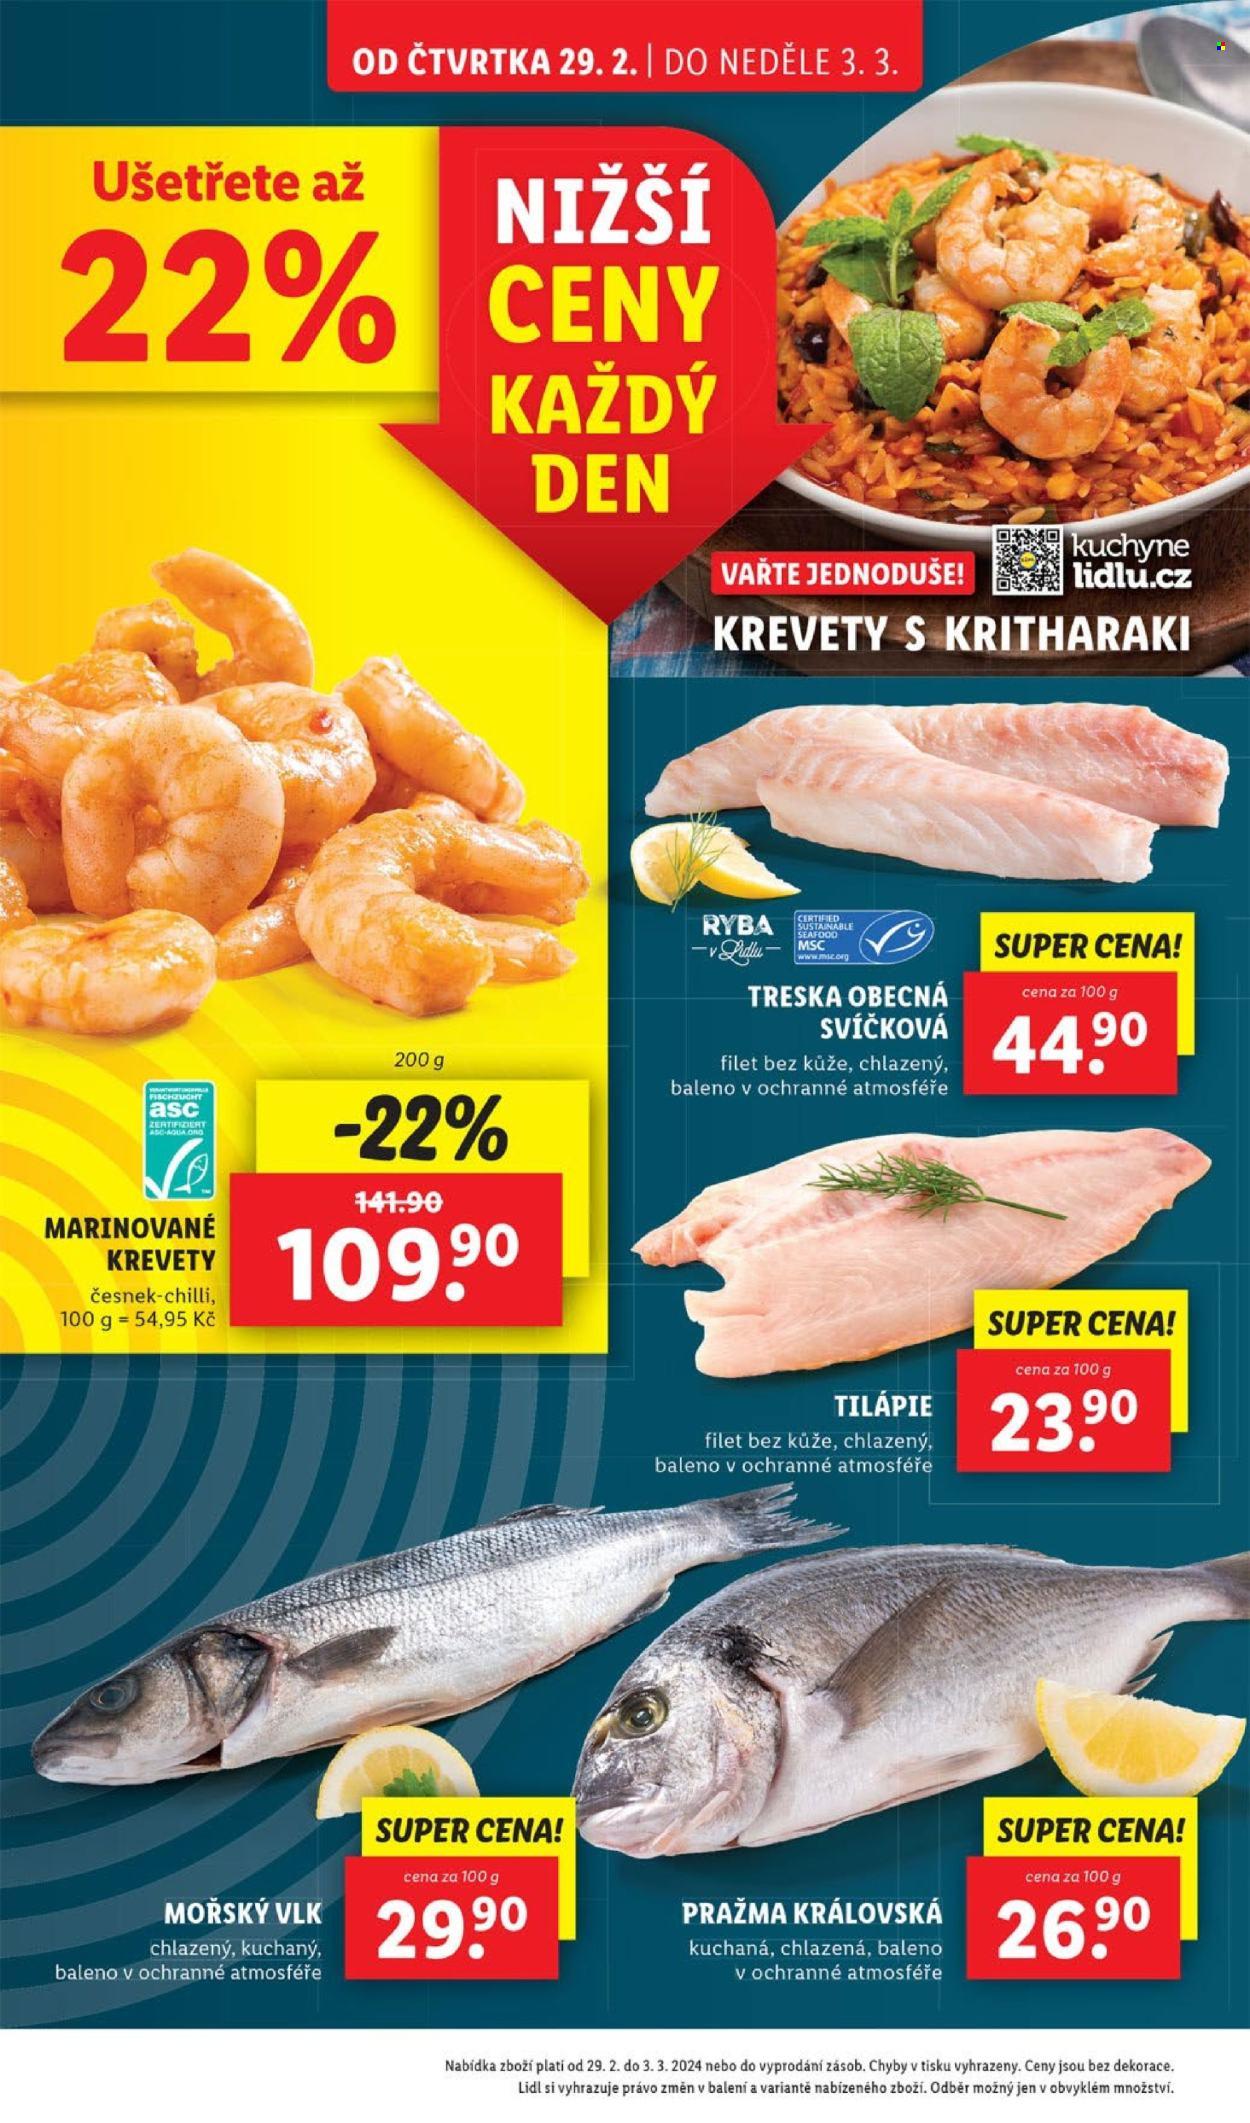 OD ČTVRTKA 29. 2. | DO NEDĚLE 3. 3.
Ušetřete až
22%
NIŽŠÍ
CENY
KAŽDÝ
DEN
kuchyne
lidlu.cz
VAŘTE JEDNODUŠE!
KREVETY S KRITHARAKI
RYBA
v Lidlu
CERTIFIED
SUSTAINABLE
SEAFOOD
MSC
www.msc.org
SUPER CENA!
cena za 100 g
44.90
TRESKA OBECNÁ
SVÍČKOVÁ
filet bez kůže, chlazený,
baleno v ochranné atmosféře
200 g
-22%
141.90
109.90
VERANTWORTUNGSVOLLE
FISCHZUCHT
asc
ZERTIFIZIERT
ASC-AQUA.ORG
TM
MARINOVANÉ
KREVETY
česnek-chilli,
100 g = 54,95 Kč
SUPER CENA!
cena za 100 g
23.90
TILÁPIE
filet bez kůže, chlazený,
baleno v ochranné atmosféře
SUPER CENA!
cena za 100 g
29.90
MOŘSKÝ VLK
chlazený, kuchaný,
baleno v ochranné atmosféře
SUPER CENA!
cena za 100 g
26.90
PRAŽMA KRÁLOVSKÁ
kuchaná, chlazená, baleno
v ochranné atmosféře
Nabídka zboží platí od 29. 2. do 3. 3. 2024 nebo do vyprodání zásob. Chyby v tisku vyhrazeny. Ceny jsou bez dekorace.
Lidl si vyhrazuje právo změn v balení a variantě nabízeného zboží. Odběr možný jen v obvyklém množství.